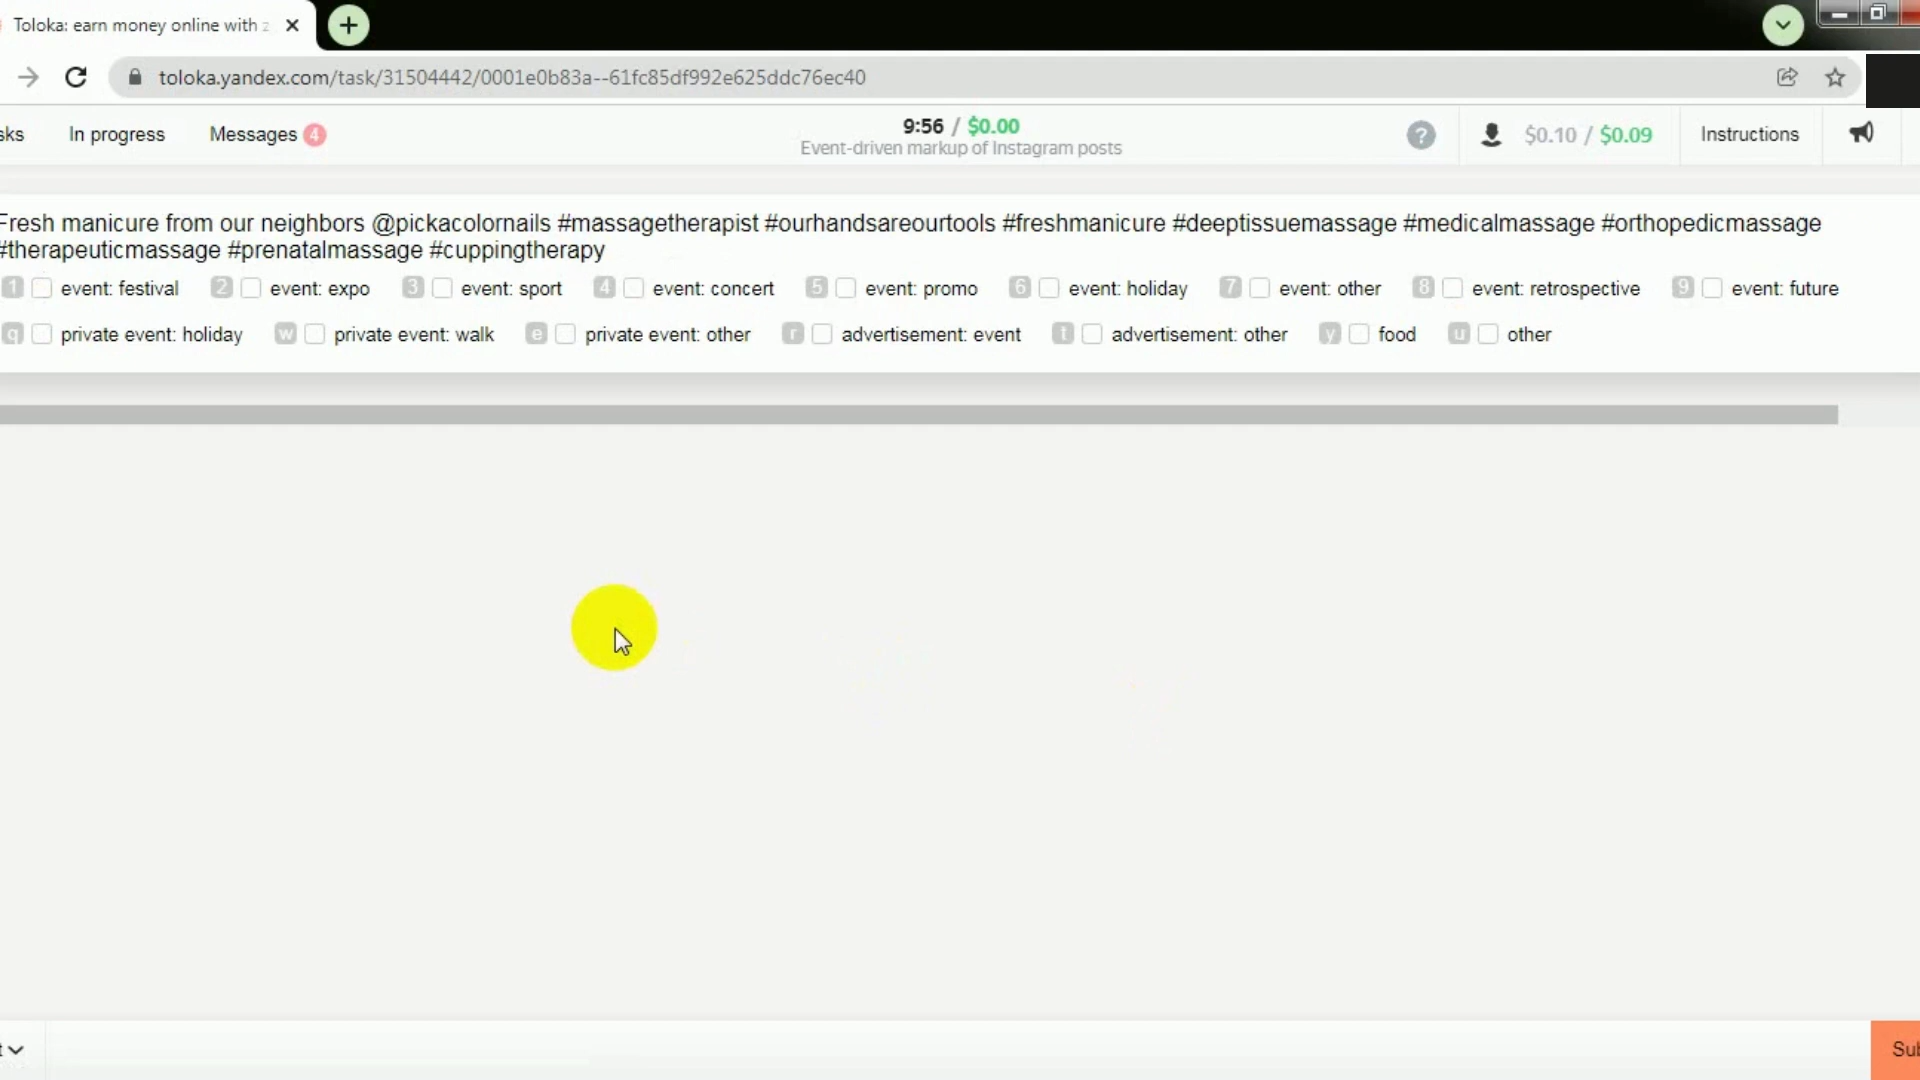 Toloka: earn money online with
toloka.yandex.com/task/31504442/0001e0b83a--61fc85df992e625ddc76ec40
In progress
Messages 4
9:56 / $0.00
Event-driven markup of Instagram posts
?
$0.10 / $0.09
Instructions
Fresh manicure from our neighbors @pickacolornails #massagetherapist #ourhandsareourtools #freshmanicure #deeptissuemassage #medicalmassage #orthopedicmassage
#therapeuticmassage #prenatalmassage #cuppingtherapy
1 event: festival 2 event: expo 3 event: sport 4 event: concert 5 event: promo 6 event: holiday 7 event: other 8 event: retrospective 9 event: future
q private event: holiday w private event: walk e private event: other r advertisement: event t advertisement: other y food u other